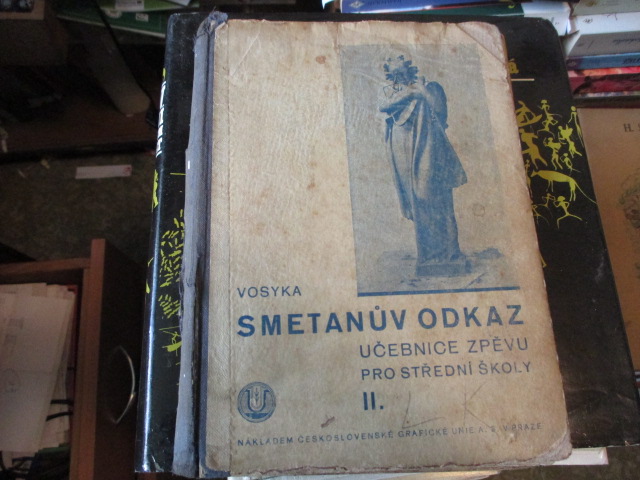 VOSYKA
SMETANŮV ODKAZ
UČEBNICE ZPĚVU
PRO STŘEDNÍ ŠKOLY
II.
NÁKLADEM ČESKOSLOVENSKÉ GRAFICKÉ UNIE A. S. V PRAZE